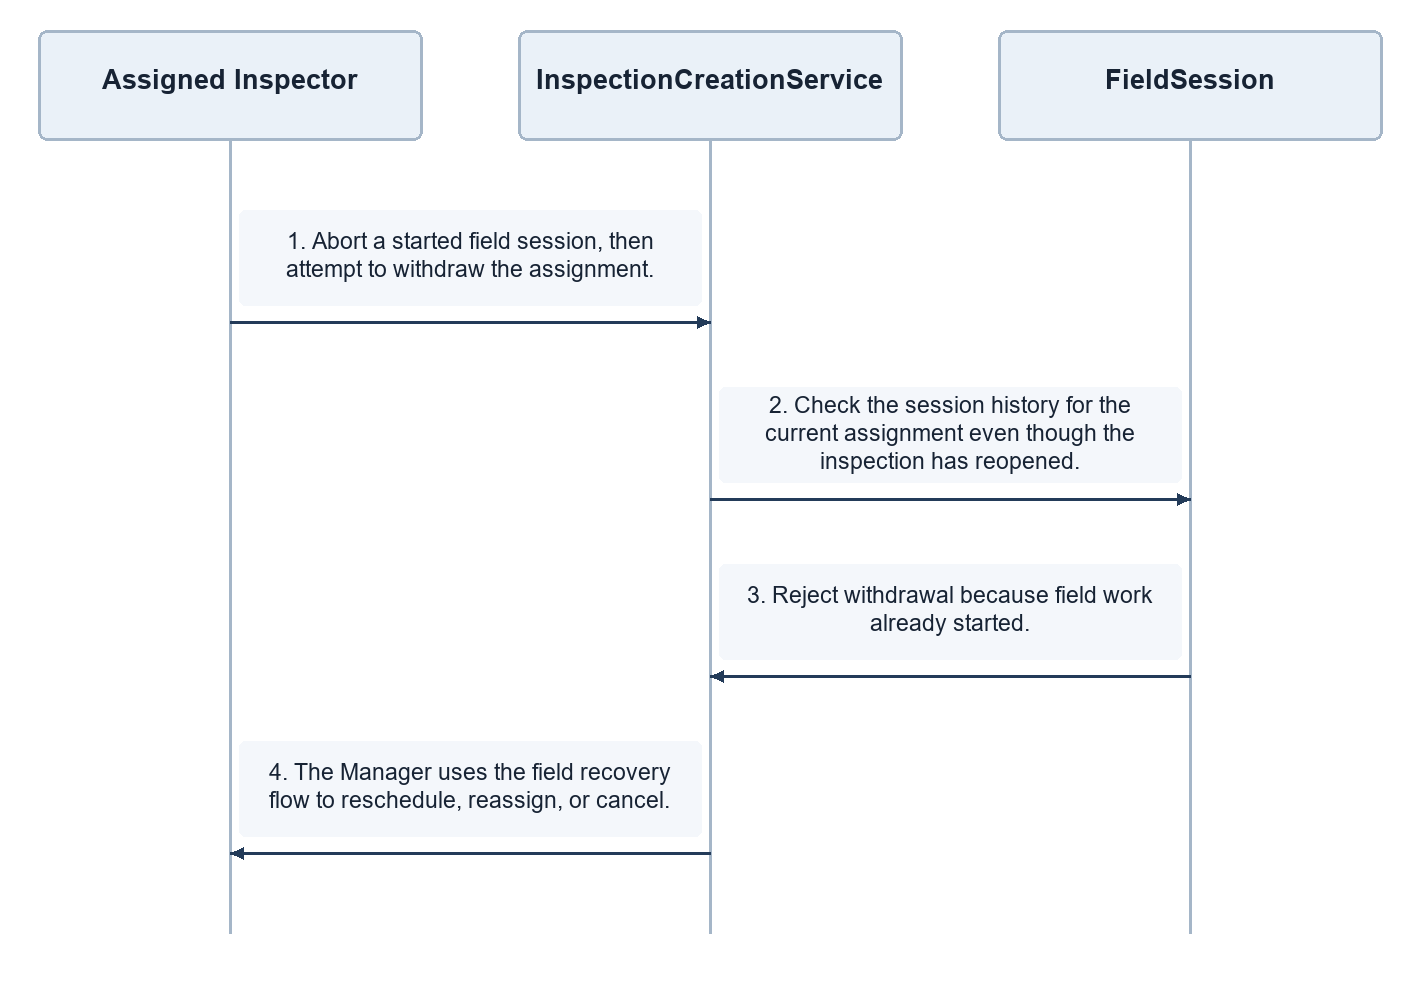 Assigned Inspector
InspectionCreationService
FieldSession
1. Abort a started field session, then
attempt to withdraw the assignment.
2. Check the session history for the
current assignment even though the
inspection has reopened.
3. Reject withdrawal because field work
already started.
4. The Manager uses the field recovery
flow to reschedule, reassign, or cancel.